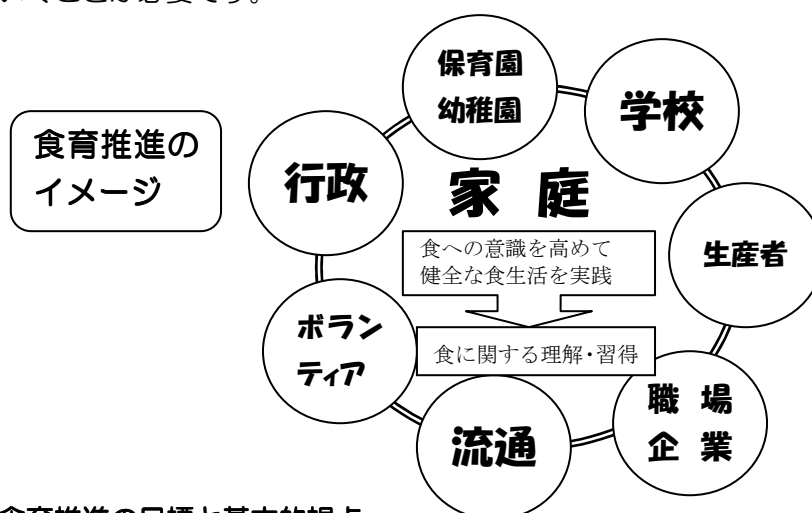 食育推進の
イメージ
保育園
幼稚園
学校
行政
家 庭
生産者
食への意識を高めて
健全な食生活を実践
ボラン
ティア
食に関する理解・習得
職 場
企 業
流通